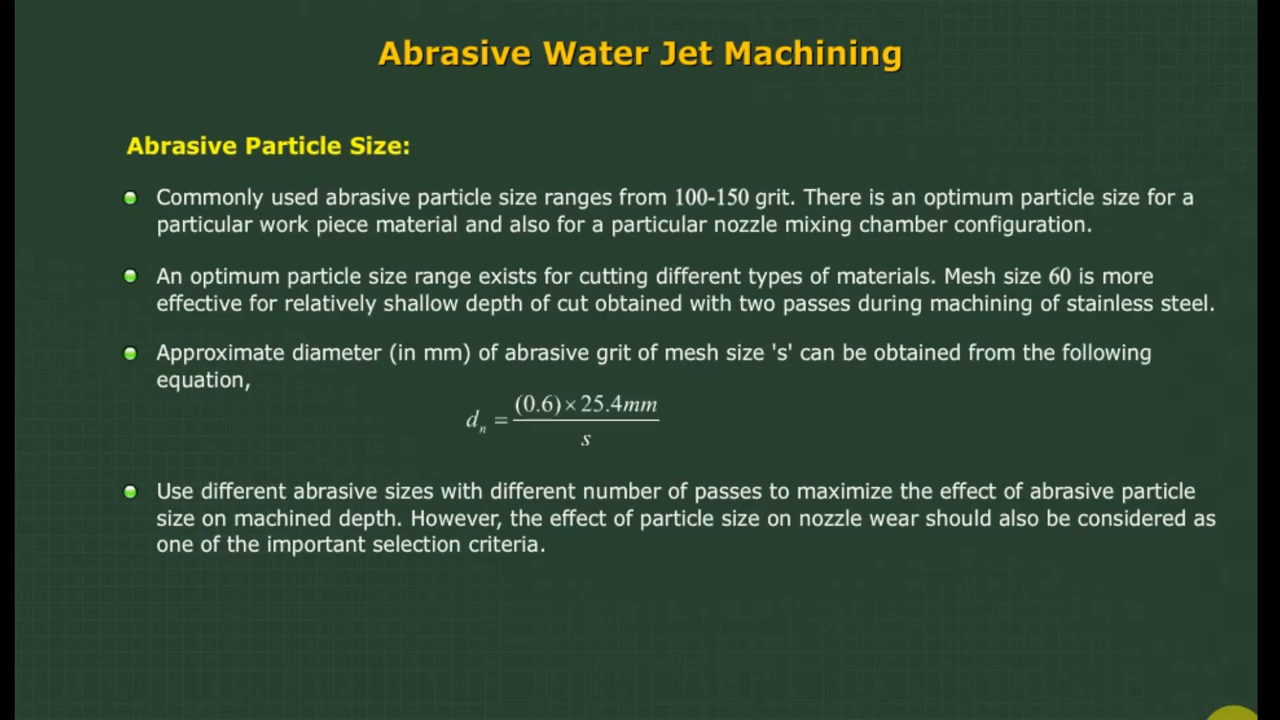 Abrasive Water Jet Machining
Abrasive Particle Size:
Commonly used abrasive particle size ranges from 100-150 grit. There is an optimum particle size for a
particular work piece material and also for a particular nozzle mixing chamber configuration.
An optimum particle size range exists for cutting different types of materials. Mesh size 60 is more
effective for relatively shallow depth of cut obtained with two passes during machining of stainless steel.
Approximate diameter (in mm) of abrasive grit of mesh size 's' can be obtained from the following
equation,
dₙ = (0.6)×25.4mm / s
Use different abrasive sizes with different number of passes to maximize the effect of abrasive particle
size on machined depth. However, the effect of particle size on nozzle wear should also be considered as
one of the important selection criteria.